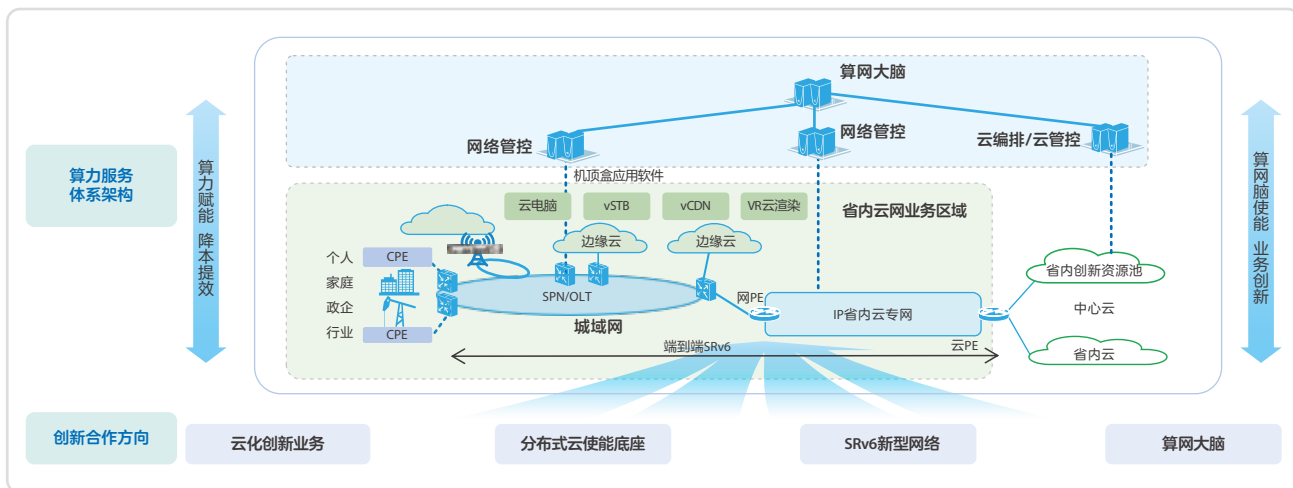 算网大脑
网络管控
网络管控
云编排/云管控
算力服务
体系架构
算力赋能 降本提效
算网脑使能 业务创新
机顶盒应用软件
云电脑
vSTB
vCDN
VR云渲染
省内云网业务区域
边缘云
边缘云
个人
CPE
家庭
政企
行业
CPE
SPN/OLT
城域网
网PE
IP省内云专网
省内创新资源池
中心云
省内云
端到端SRv6
云PE
创新合作方向
云化创新业务
分布式云使能底座
SRv6新型网络
算网大脑